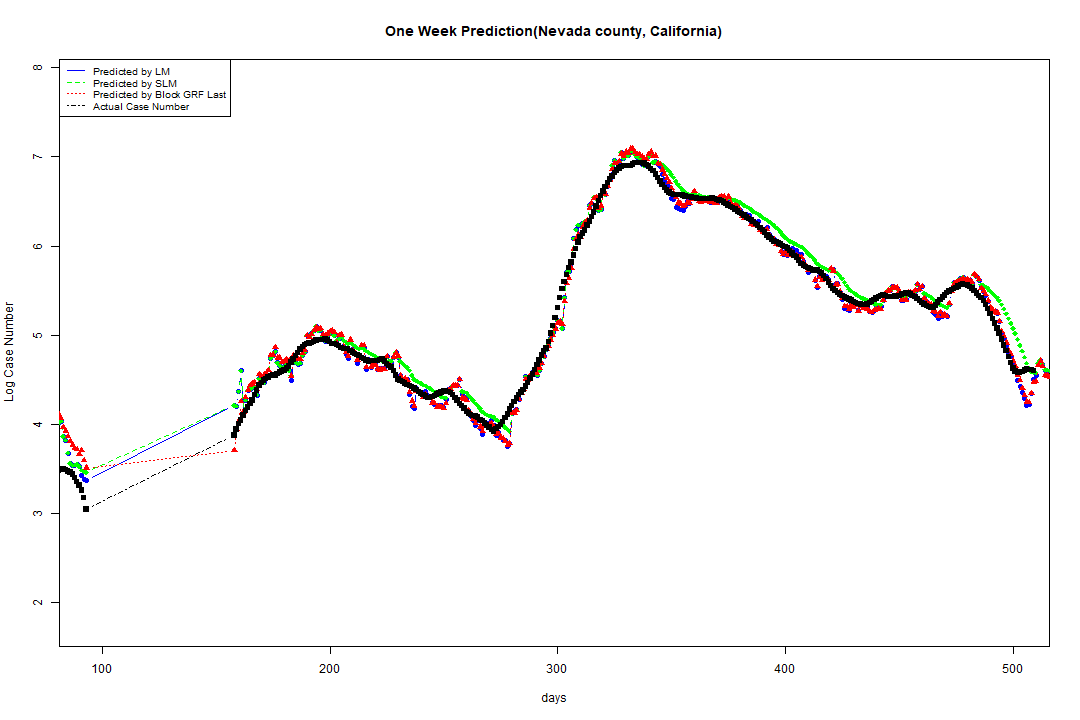 One Week Prediction(Nevada county, California)
Predicted by LM
Predicted by SLM
Predicted by Block GRF Last
Actual Case Number
8
7
6
5
4
3
2
Log Case Number
100 200 300 400 500
days